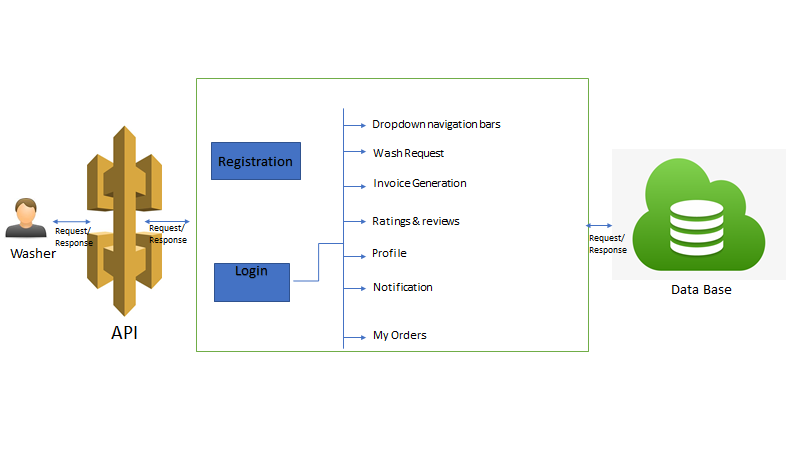 Washer
Request/
Response
API
Request/
Response
Registration
Login
Dropdown navigation bars
Wash Request
Invoice Generation
Ratings & reviews
Profile
Notification
My Orders
Request/
Response
Data Base